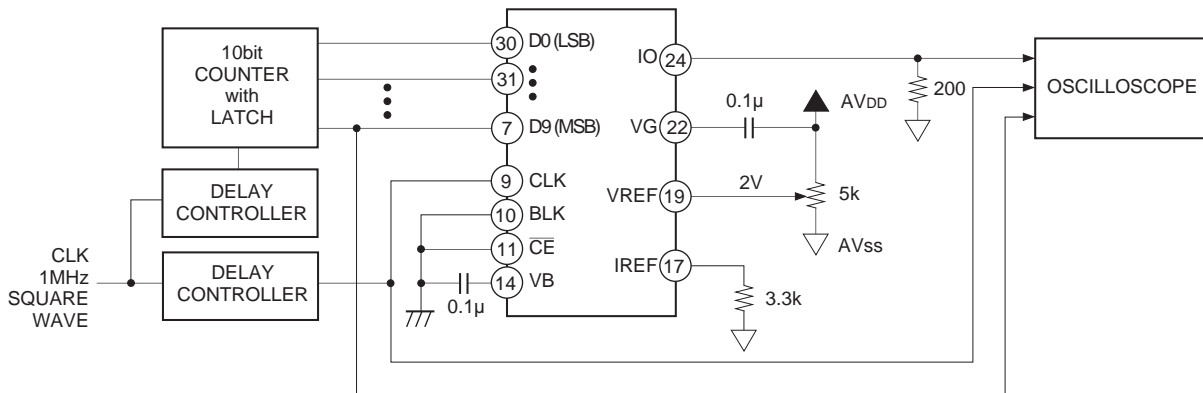 10bit
COUNTER
with
LATCH
DELAY
CONTROLLER
DELAY
CONTROLLER
CLK
1MHz
SQUARE
WAVE
30 D0 (LSB)
31
7 D9 (MSB)
9 CLK
10 BLK
11 CE
14 VB
0.1µ
IO 24
VG 22
VREF 19
IREF 17
0.1µ
AVDD
200
2V
5k
AVss
3.3k
OSCILLOSCOPE